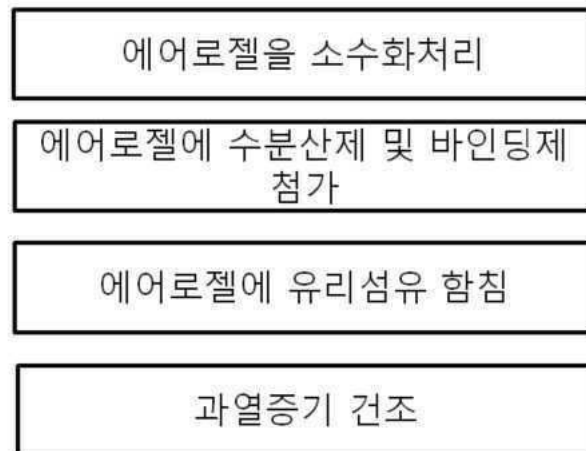 에어로젤을 소수화처리
에어로젤에 수분산제 및 바인딩제
첨가
에어로젤에 유리섬유 함침
과열증기 건조